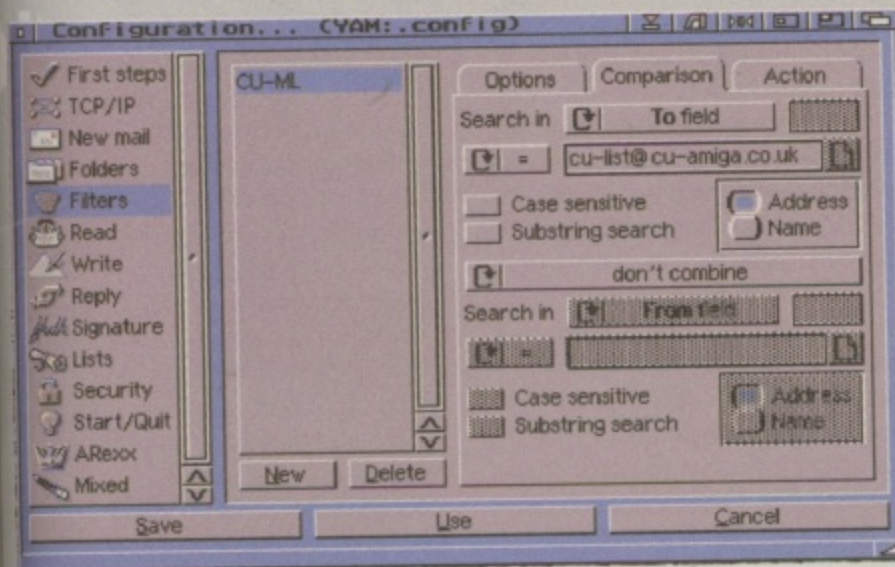 Configuration... (YAM:.config)
First steps
TCP/IP
New mail
Folders
Filters
Read
Write
Reply
Signature
Lists
Security
Start/Quit
ARexx
Mixed
CU-ML
New
Delete
Options
Comparison
Action
Search in
To field
=
cu-list@cu-amiga.co.uk
Case sensitive
Substring search
Address
Name
don't combine
Search in
From field
=
Case sensitive
Substring search
Address
Name
Save
Use
Cancel